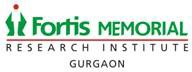 Fortis MEMORIAL
RESEARCH INSTITUTE
GURGAON